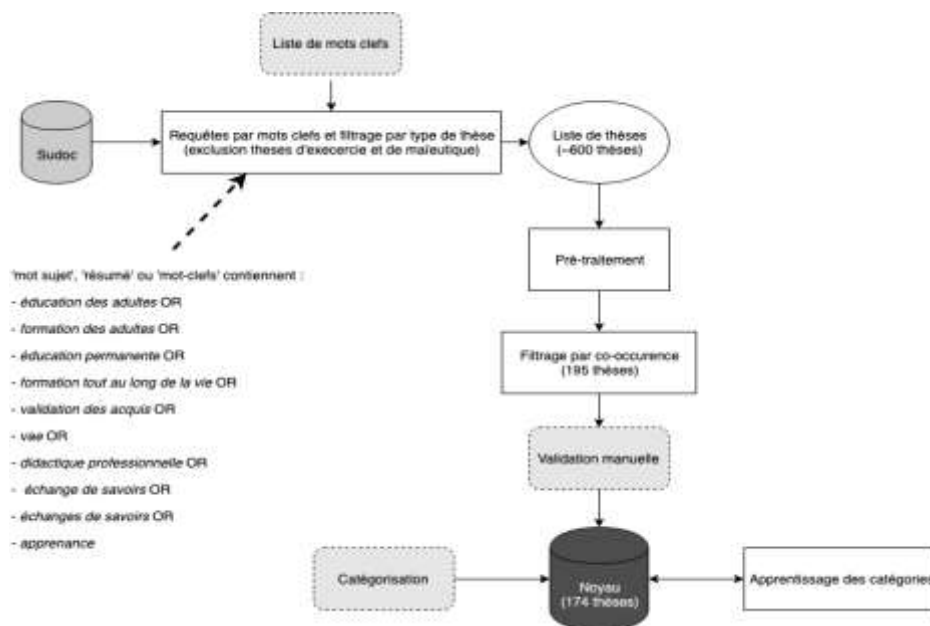 Liste de mots clefs
Sudoc
Requêtes par mots clefs et filtrage par type de thèse
(exclusion theses d'execercie et de maïeutique)
Liste de thèses
(~600 thèses)
'mot sujet', 'résumé' ou 'mot-clefs' contiennent :
- éducation des adultes OR
- formation des adultes OR
- éducation permanente OR
- formation tout au long de la vie OR
- validation des acquis OR
- vae OR
- didactique professionnelle OR
- échange de savoirs OR
- échanges de savoirs OR
- apprenance
Pré-traitement
Filtrage par co-occurence
(195 thèses)
Validation manuelle
Catégorisation
Noyau
(174 thèses)
Apprentissage des catégories